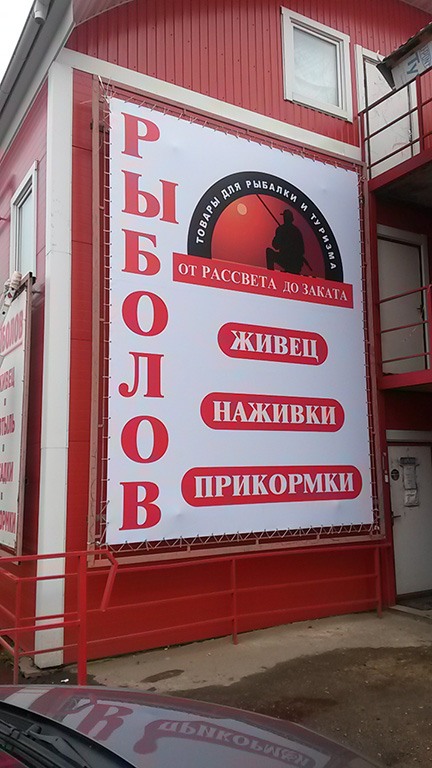 РЫБОЛОВ
ТОВАРЫ ДЛЯ РЫБАЛКИ И ТУРИЗМА
ОТ РАССВЕТА ДО ЗАКАТА
ЖИВЕЦ
НАЖИВКИ
ПРИКОРМКИ